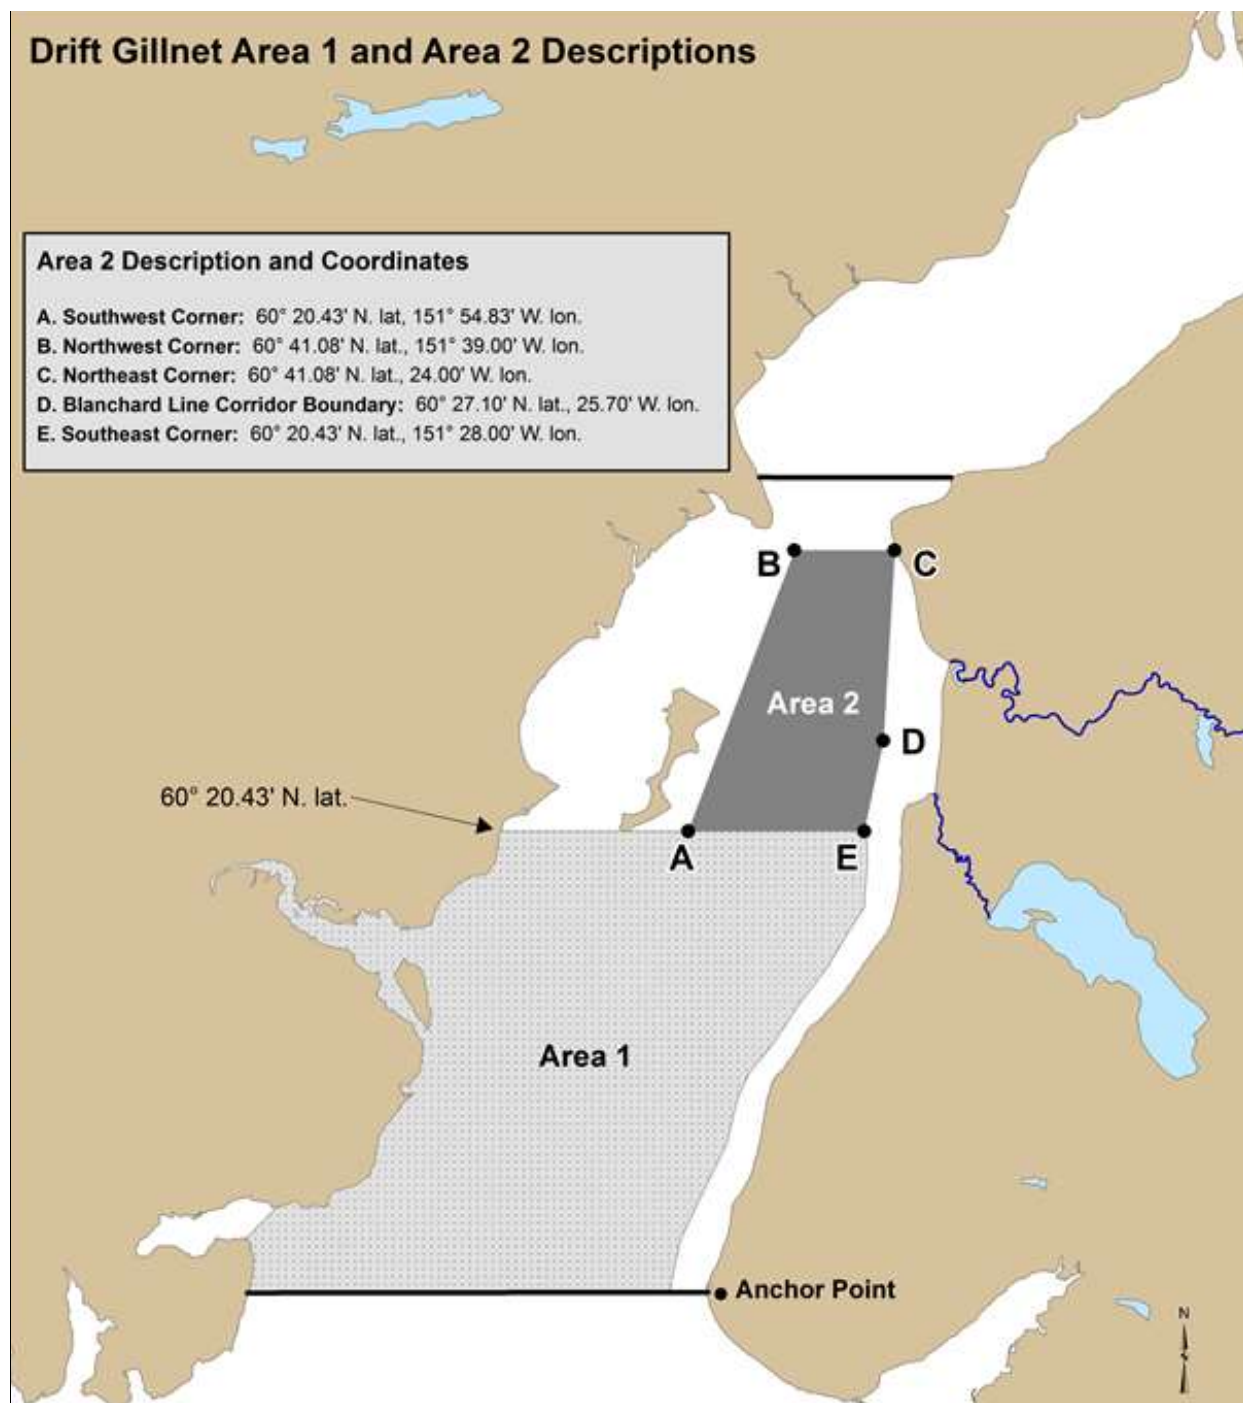 Drift Gillnet Area 1 and Area 2 Descriptions
Area 2 Description and Coordinates
A. Southwest Corner: 60° 20.43' N. lat, 151° 54.83' W. lon.
B. Northwest Corner: 60° 41.08' N. lat., 151° 39.00' W. lon.
C. Northeast Corner: 60° 41.08' N. lat., 24.00' W. lon.
D. Blanchard Line Corridor Boundary: 60° 27.10' N. lat., 25.70' W. lon.
E. Southeast Corner: 60° 20.43' N. lat., 151° 28.00' W. lon.
B
C
Area 2
D
60° 20.43' N. lat.
A
E
Area 1
Anchor Point
N